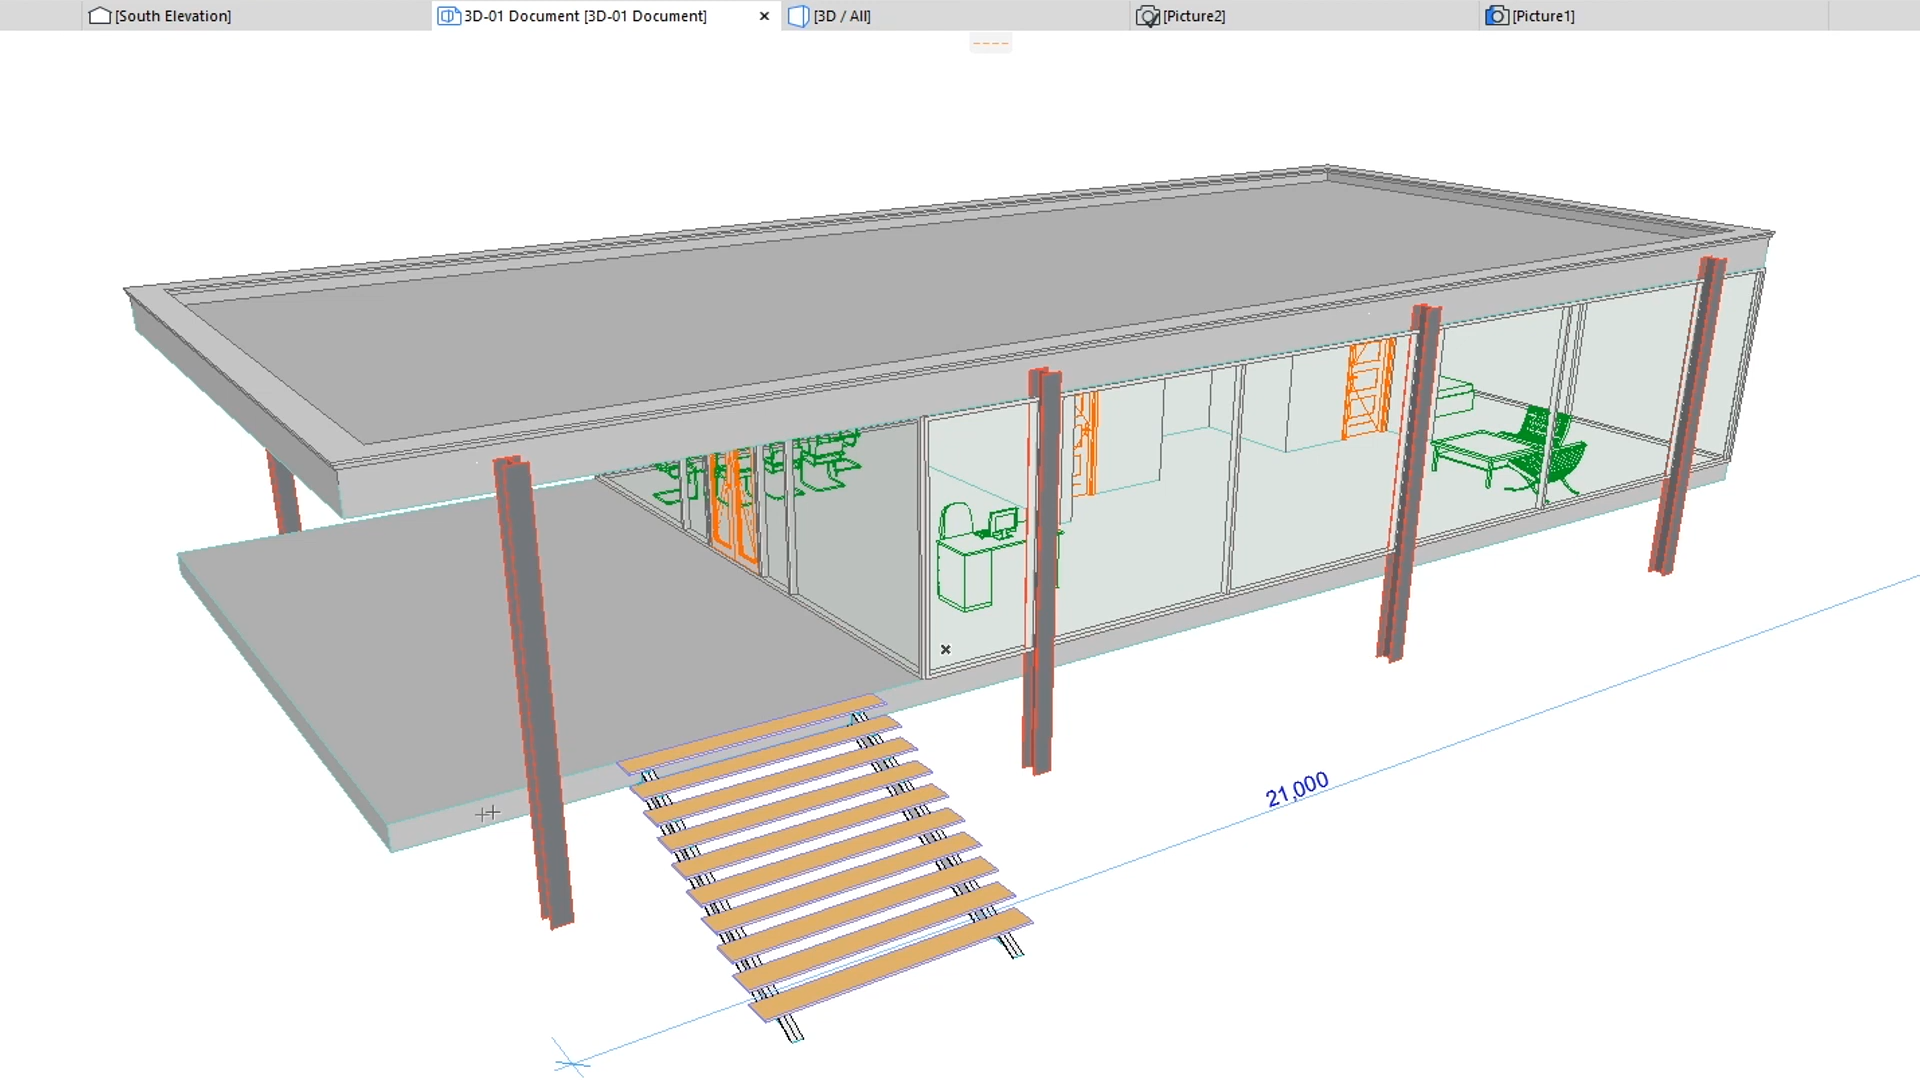 [South Elevation]
3D-01 Document [3D-01 Document]
[3D / All]
[Picture2]
[Picture1]
21,000